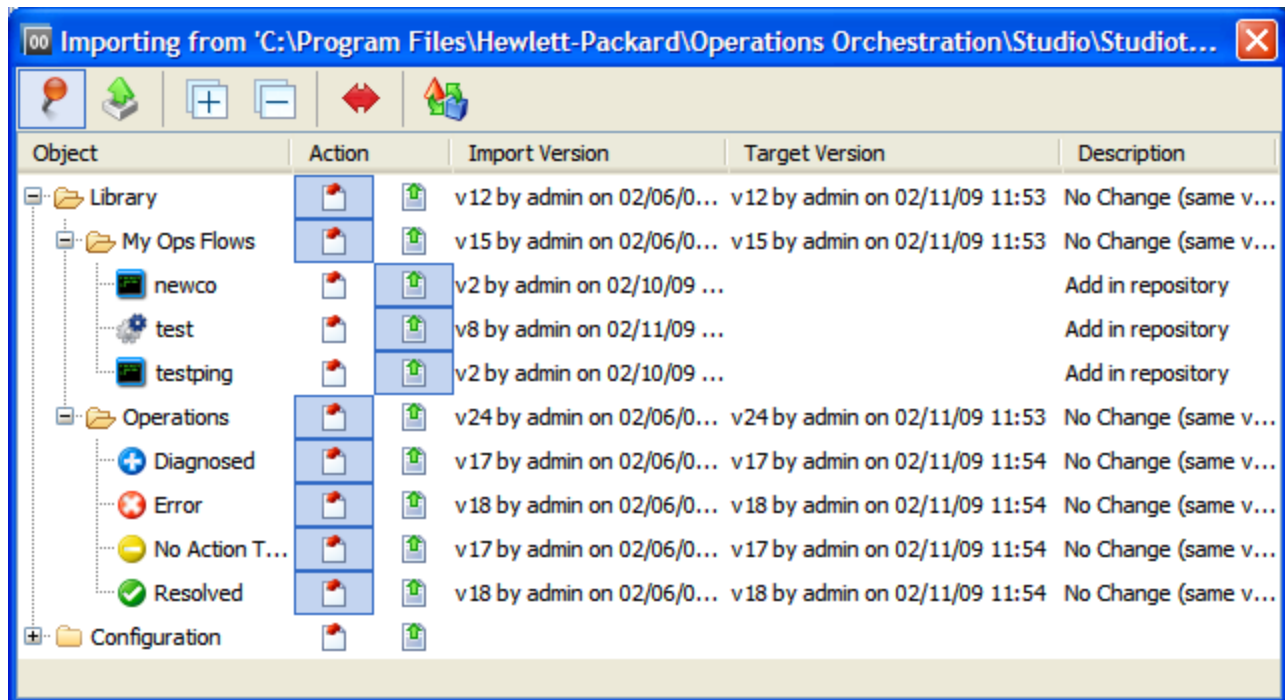 Importing from 'C:\Program Files\Hewlett-Packard\Operations Orchestration\Studio\Studiot...
Object Action Import Version Target Version Description
Library v12 by admin on 02/06/0... v12 by admin on 02/11/09 11:53 No Change (same v...
My Ops Flows v15 by admin on 02/06/0... v15 by admin on 02/11/09 11:53 No Change (same v...
newco v2 by admin on 02/10/09 ... Add in repository
test v8 by admin on 02/11/09 ... Add in repository
testping v2 by admin on 02/10/09 ... Add in repository
Operations v24 by admin on 02/06/0... v24 by admin on 02/11/09 11:53 No Change (same v...
Diagnosed v17 by admin on 02/06/0... v17 by admin on 02/11/09 11:54 No Change (same v...
Error v18 by admin on 02/06/0... v18 by admin on 02/11/09 11:54 No Change (same v...
No Action T... v17 by admin on 02/06/0... v17 by admin on 02/11/09 11:54 No Change (same v...
Resolved v18 by admin on 02/06/0... v18 by admin on 02/11/09 11:54 No Change (same v...
Configuration